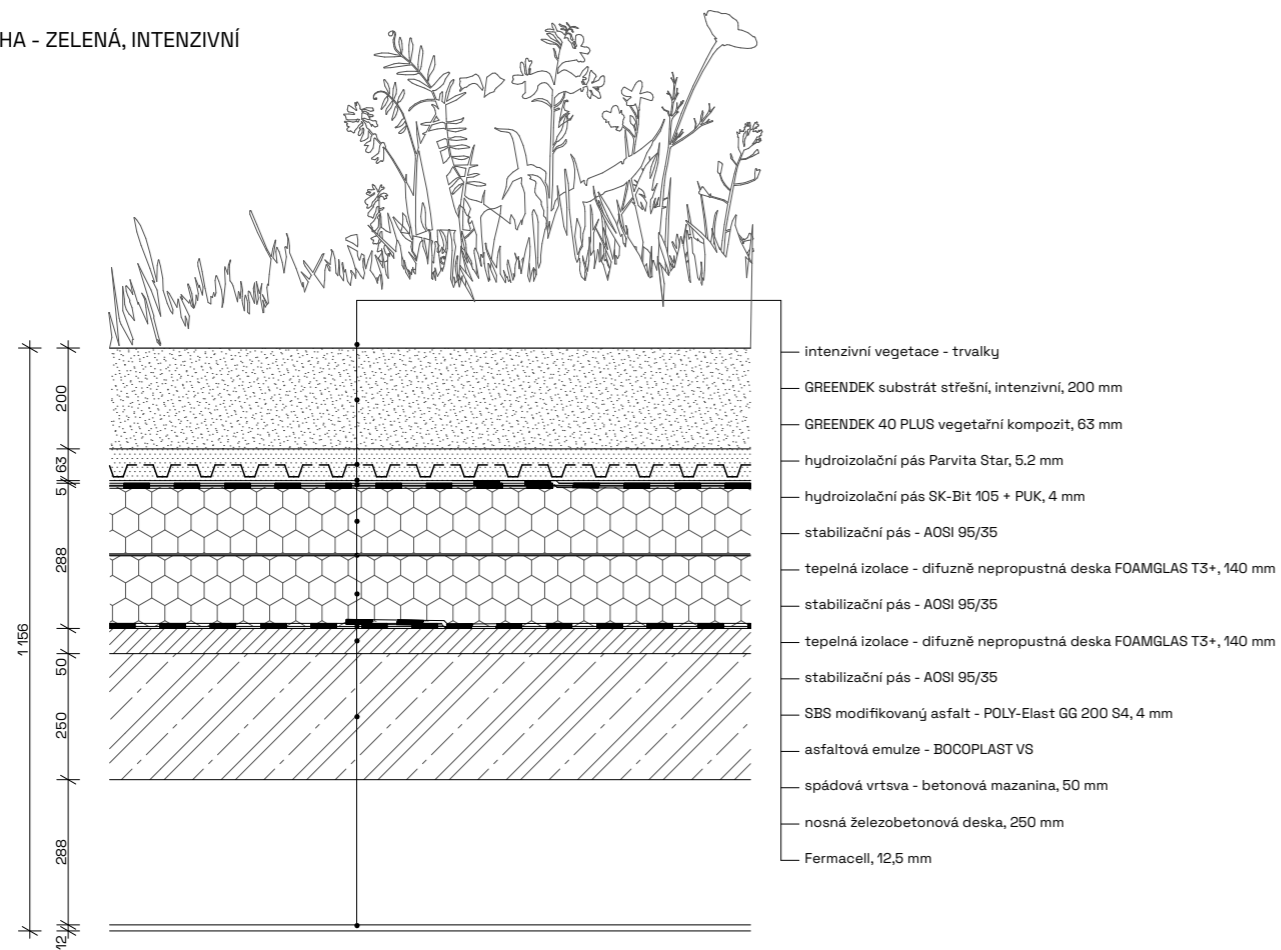 HA - ZELENÁ, INTENZIVNÍ
intenzivní vegetace - trvalky
GREENDEK substrát střešní, intenzivní, 200 mm
GREENDEK 40 PLUS vegetařní kompozit, 63 mm
hydroizolační pás Parvita Star, 5.2 mm
hydroizolační pás SK-Bit 105 + PUK, 4 mm
stabilizační pás - AOSI 95/35
tepelná izolace - difuzně nepropustná deska FOAMGLAS T3+, 140 mm
stabilizační pás - AOSI 95/35
tepelná izolace - difuzně nepropustná deska FOAMGLAS T3+, 140 mm
stabilizační pás - AOSI 95/35
SBS modifikovaný asfalt - POLY-Elast GG 200 S4, 4 mm
asfaltová emulze - BOCOPLAST VS
spádová vrtsva - betonová mazanina, 50 mm
nosná železobetonová deska, 250 mm
Fermacell, 12,5 mm
1 156
200
63
5
288
50
250
288
12